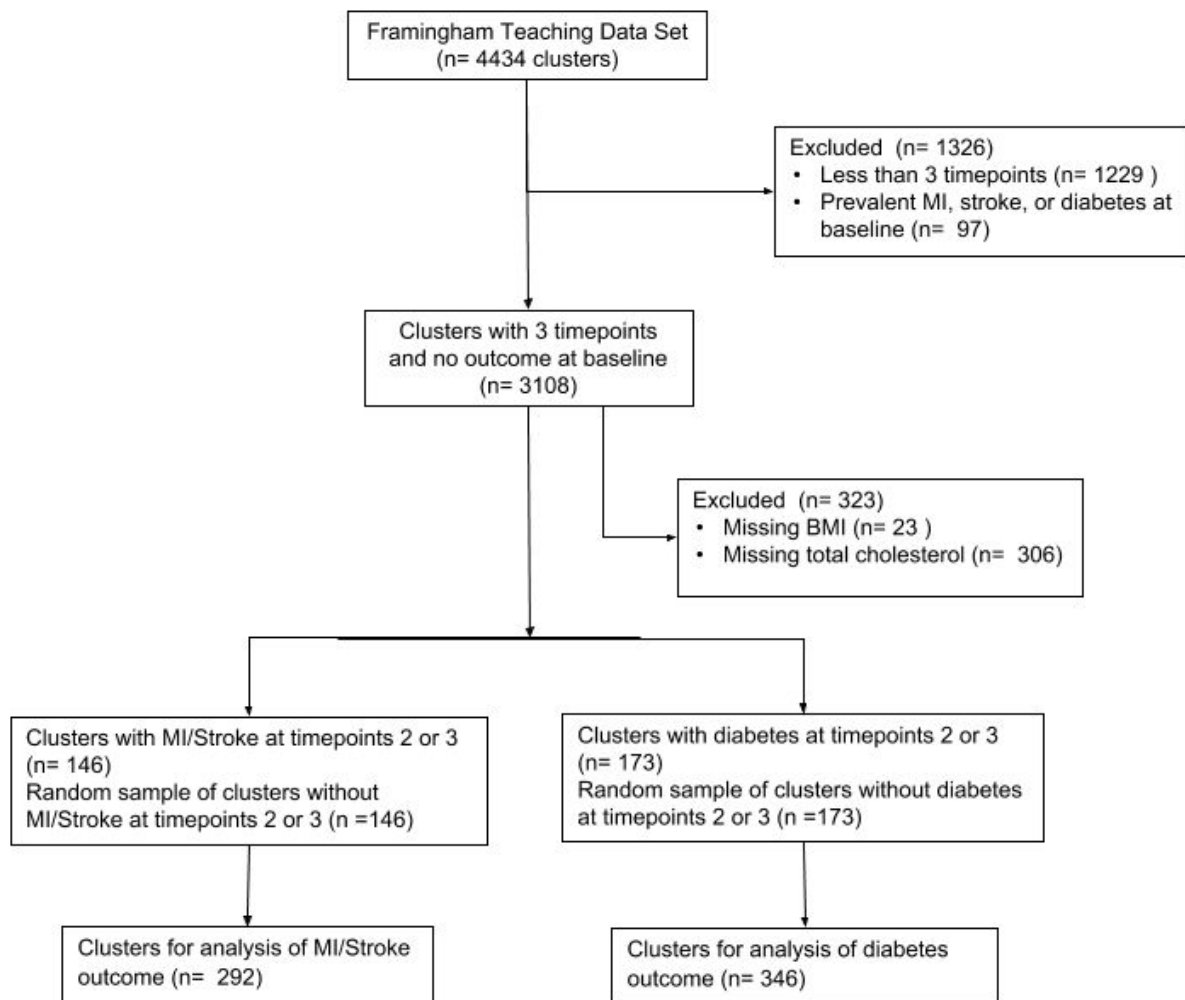 Framingham Teaching Data Set
(n= 4434 clusters)
Excluded (n= 1326)
• Less than 3 timepoints (n= 1229 )
• Prevalent MI, stroke, or diabetes at
baseline (n= 97)
Clusters with 3 timepoints
and no outcome at baseline
(n= 3108)
Excluded (n= 323)
• Missing BMI (n= 23 )
• Missing total cholesterol (n= 306)
Clusters with MI/Stroke at timepoints 2 or 3
(n= 146)
Random sample of clusters without
MI/Stroke at timepoints 2 or 3 (n =146)
Clusters with diabetes at timepoints 2 or 3
(n= 173)
Random sample of clusters without diabetes
at timepoints 2 or 3 (n =173)
Clusters for analysis of MI/Stroke
outcome (n= 292)
Clusters for analysis of diabetes
outcome (n= 346)